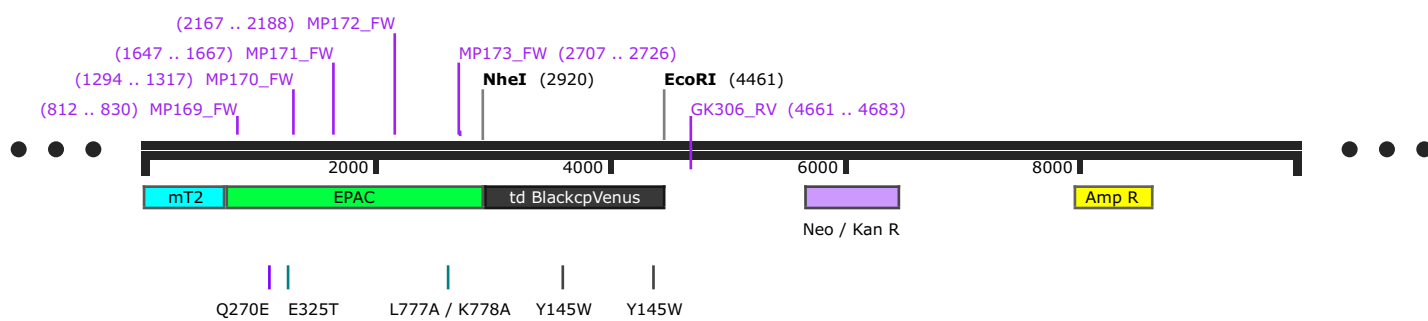 (2167 .. 2188) MP172_FW
(1647 .. 1667) MP171_FW
MP173_FW (2707 .. 2726)
(1294 .. 1317) MP170_FW
NheI (2920)
EcoRI (4461)
(812 .. 830) MP169_FW
GK306_RV (4661 .. 4683)
2000
4000
6000
8000
mT2
EPAC
td BlackcpVenus
Amp R
Neo / Kan R
Q270E
E325T
L777A / K778A
Y145W
Y145W